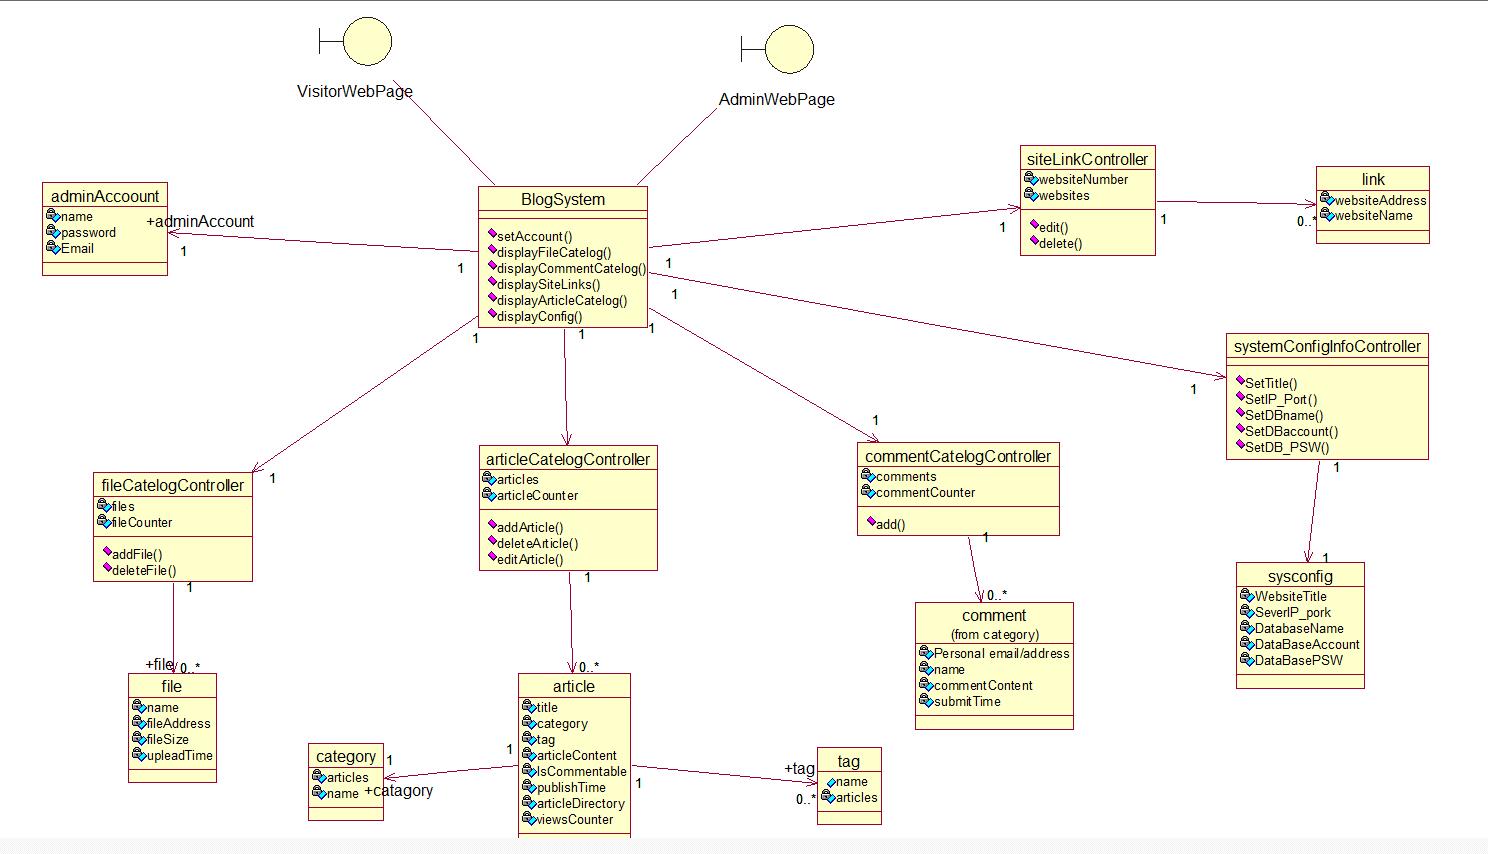 VisitorWebPage
AdminWebPage
adminAccoount
name
password
Email
+adminAccount
1
1
BlogSystem
setAccount()
displayFileCatelog()
displayCommentCatelog()
displaySiteLinks()
displayArticleCatelog()
displayConfig()
1
1
1
1
1
siteLinkController
websiteNumber
websites
edit()
delete()
1
1
link
websiteAddress
websiteName
0..*
systemConfigInfoController
SetTitle()
SetIP_Port()
SetDBname()
SetDBaccount()
SetDB_PSW()
1
1
1
sysconfig
WebsiteTitle
SeverIP_pork
DatabaseName
DataBaseAccount
DataBasePSW
fileCatelogController
files
fileCounter
addFile()
deleteFile()
1
1
+file
0..*
file
name
fileAddress
fileSize
upleadTime
articleCatelogController
articles
articleCounter
addArticle()
deleteArticle()
editArticle()
1
0..*
article
title
category
tag
articleContent
IsCommentable
publishTime
articleDirectory
viewsCounter
1
1
commentCatelogController
comments
commentCounter
add()
1
1
0..*
comment
(from category)
Personal email/address
name
commentContent
submitTime
category
articles
name
1
+catagory
+tag
0..*
tag
name
articles